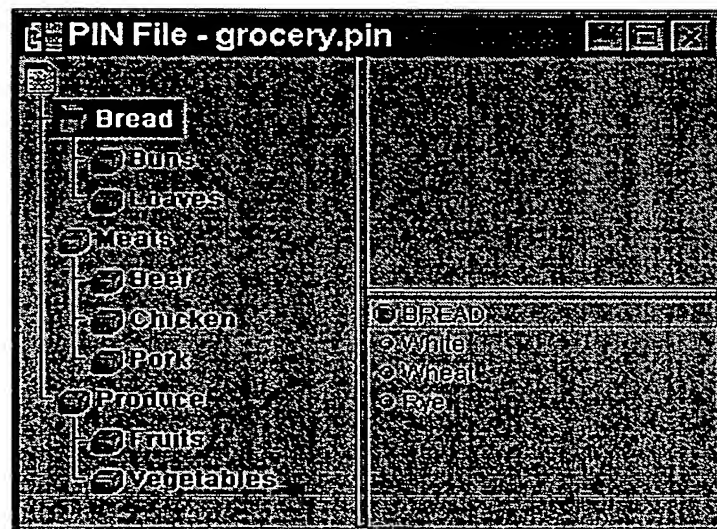 PIN File - grocery.pin
Bread
Buns
Loaves
Meats
Beef
Chicken
Pork
Produce
Fruits
Vegetables
BREAD
White
Wheat
Rye